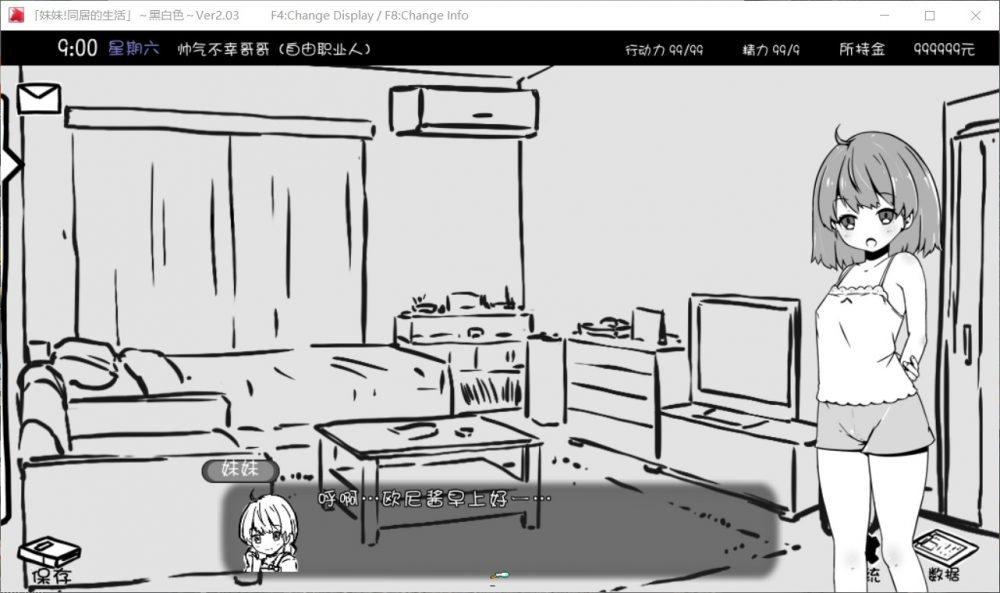 「妹妹!同居的生活」~黑白色~Ver2.03 F4:Change Display / F8:Change Info
9:00 星期六 帅气不幸哥哥(自由职业人) 行动力 99/99 精力 99/9 所持金 999999元
妹妹
呼啊…欧尼酱早上好—…
保存
统
数据